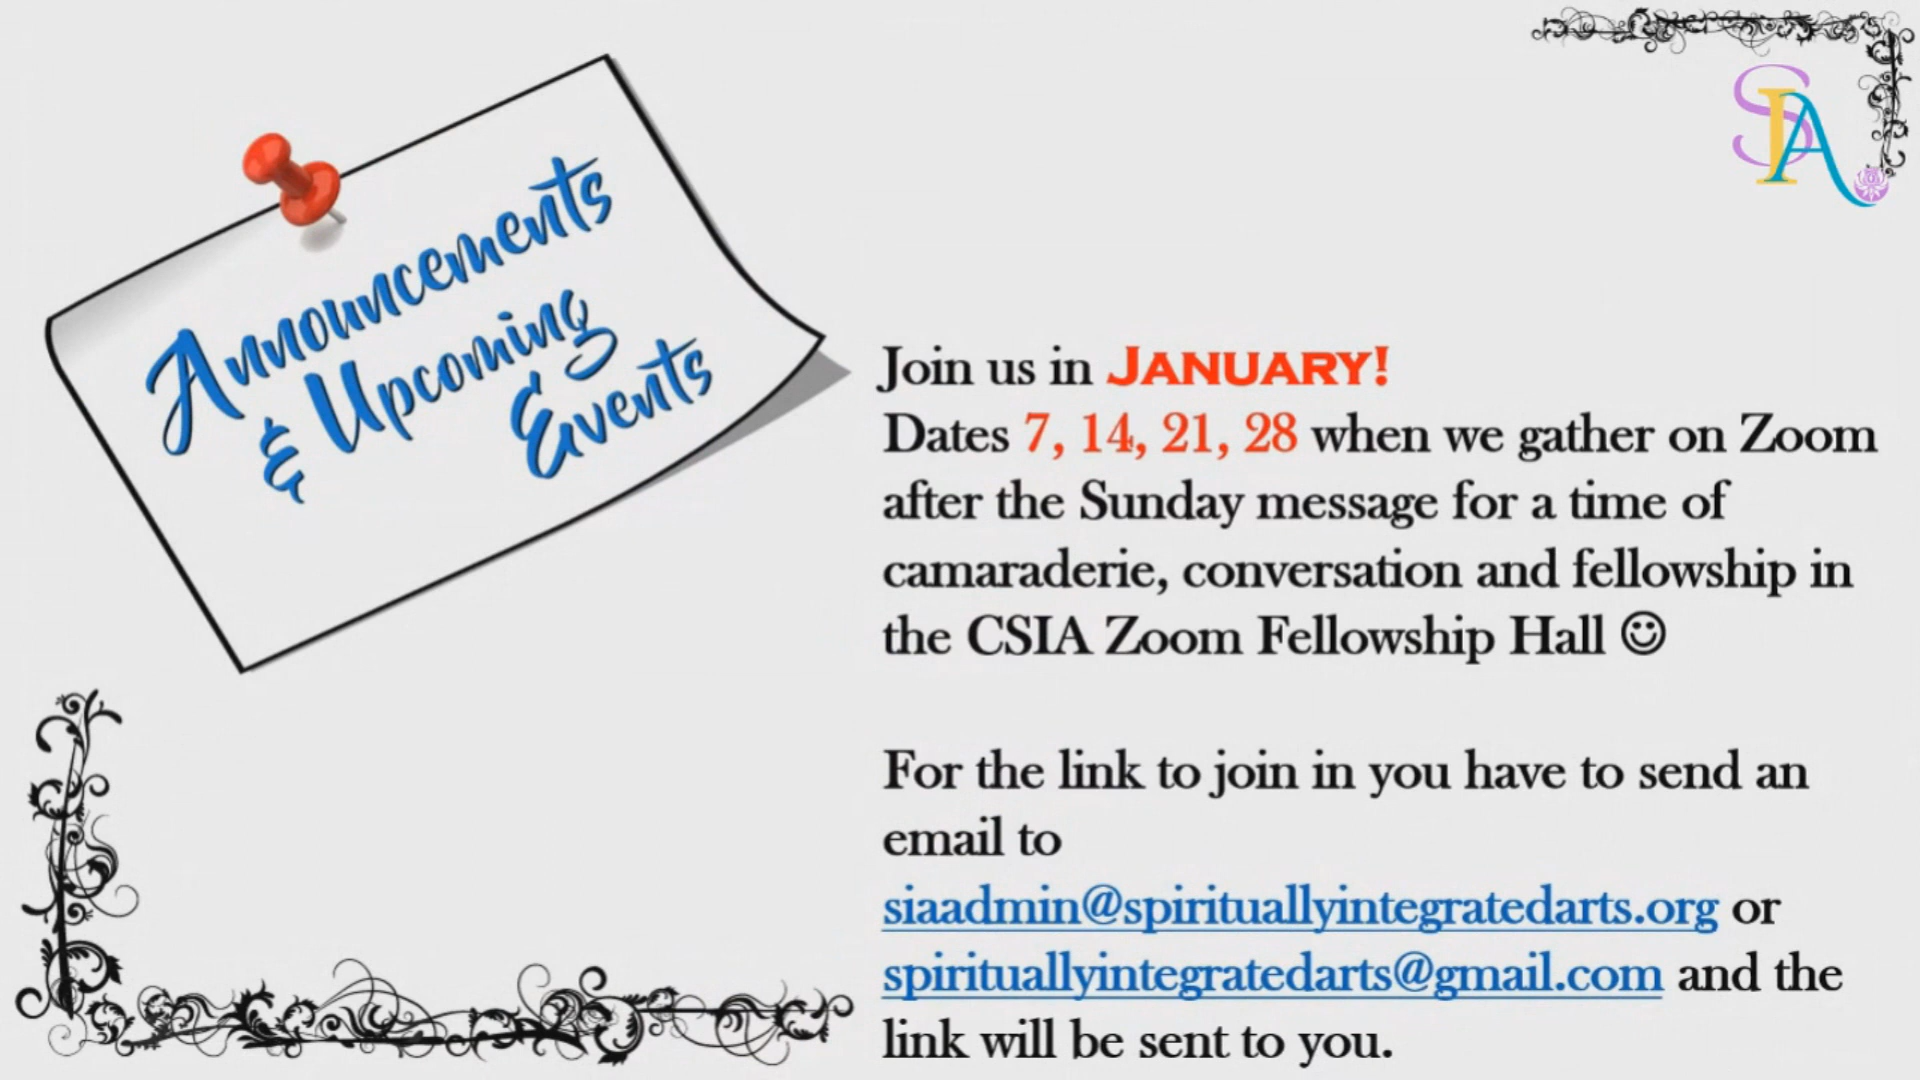 Announcements
& Upcoming
Events
SIA
Join us in JANUARY!
Dates 7, 14, 21, 28 when we gather on Zoom
after the Sunday message for a time of
camaraderie, conversation and fellowship in
the CSIA Zoom Fellowship Hall ☺
For the link to join in you have to send an
email to
siaadmin@spirituallyintegratedarts.org or
spirituallyintegratedarts@gmail.com and the
link will be sent to you.